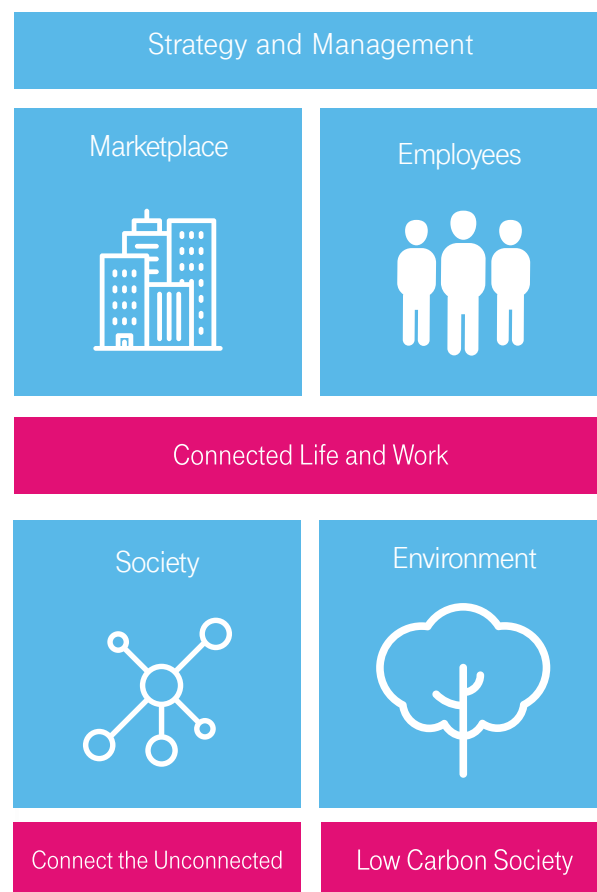 Strategy and Management
Marketplace
Employees
Connected Life and Work
Society
Environment
Connect the Unconnected
Low Carbon Society